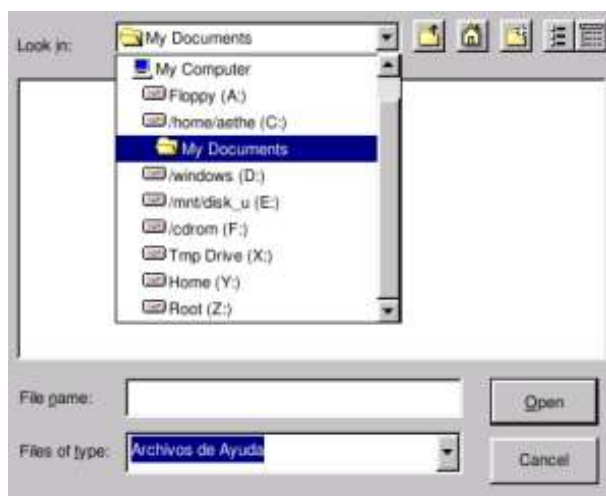 Look in: My Documents
My Computer
Floppy (A:)
/home/aethe (C:)
My Documents
/windows (D:)
/mnt/disk_u (E:)
/cdrom (F:)
Tmp Drive (X:)
Home (Y:)
Root (Z:)
File name: Open
Files of type: Archivos de Ayuda Cancel